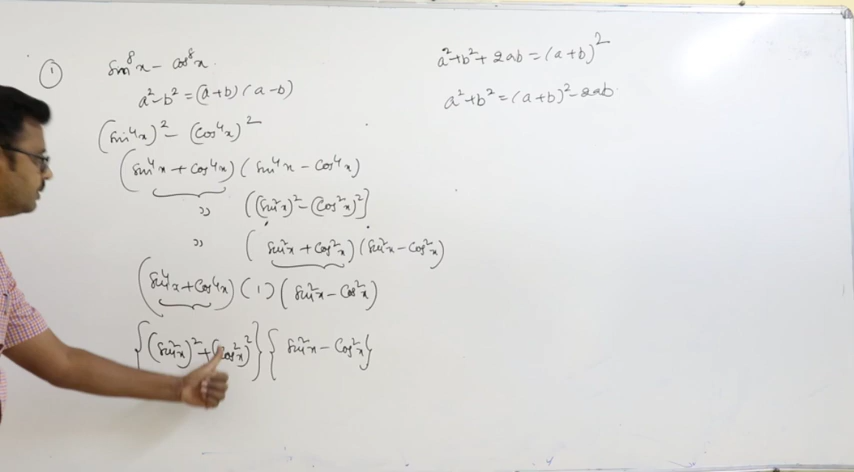 ① sin⁸x - cos⁸x.
a² - b² = (a+b) (a-b)
(sin⁴x)² - (cos⁴x)²
(sin⁴x + cos⁴x) (sin⁴x - cos⁴x)
" ((sin²x)² - (cos²x)²]
" (sin²x + cos²x) (sin²x - cos²x)
(sin⁴x + cos⁴x) (1) (sin²x - cos²x)
{(sin²x)² + (cos²x)²} { sin²x - cos²x}
a² + b² + 2ab = (a+b)²
a² + b² = (a+b)² - 2ab.